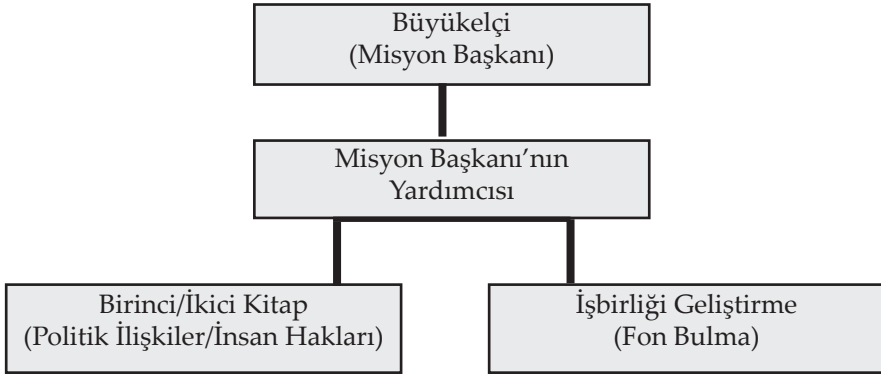 Büyükelçi
(Misyon Başkanı)
Misyon Başkanı’nın
Yardımcısı
Birinci/İkici Kitap
(Politik İlişkiler/İnsan Hakları)
İşbirliği Geliştirme
(Fon Bulma)